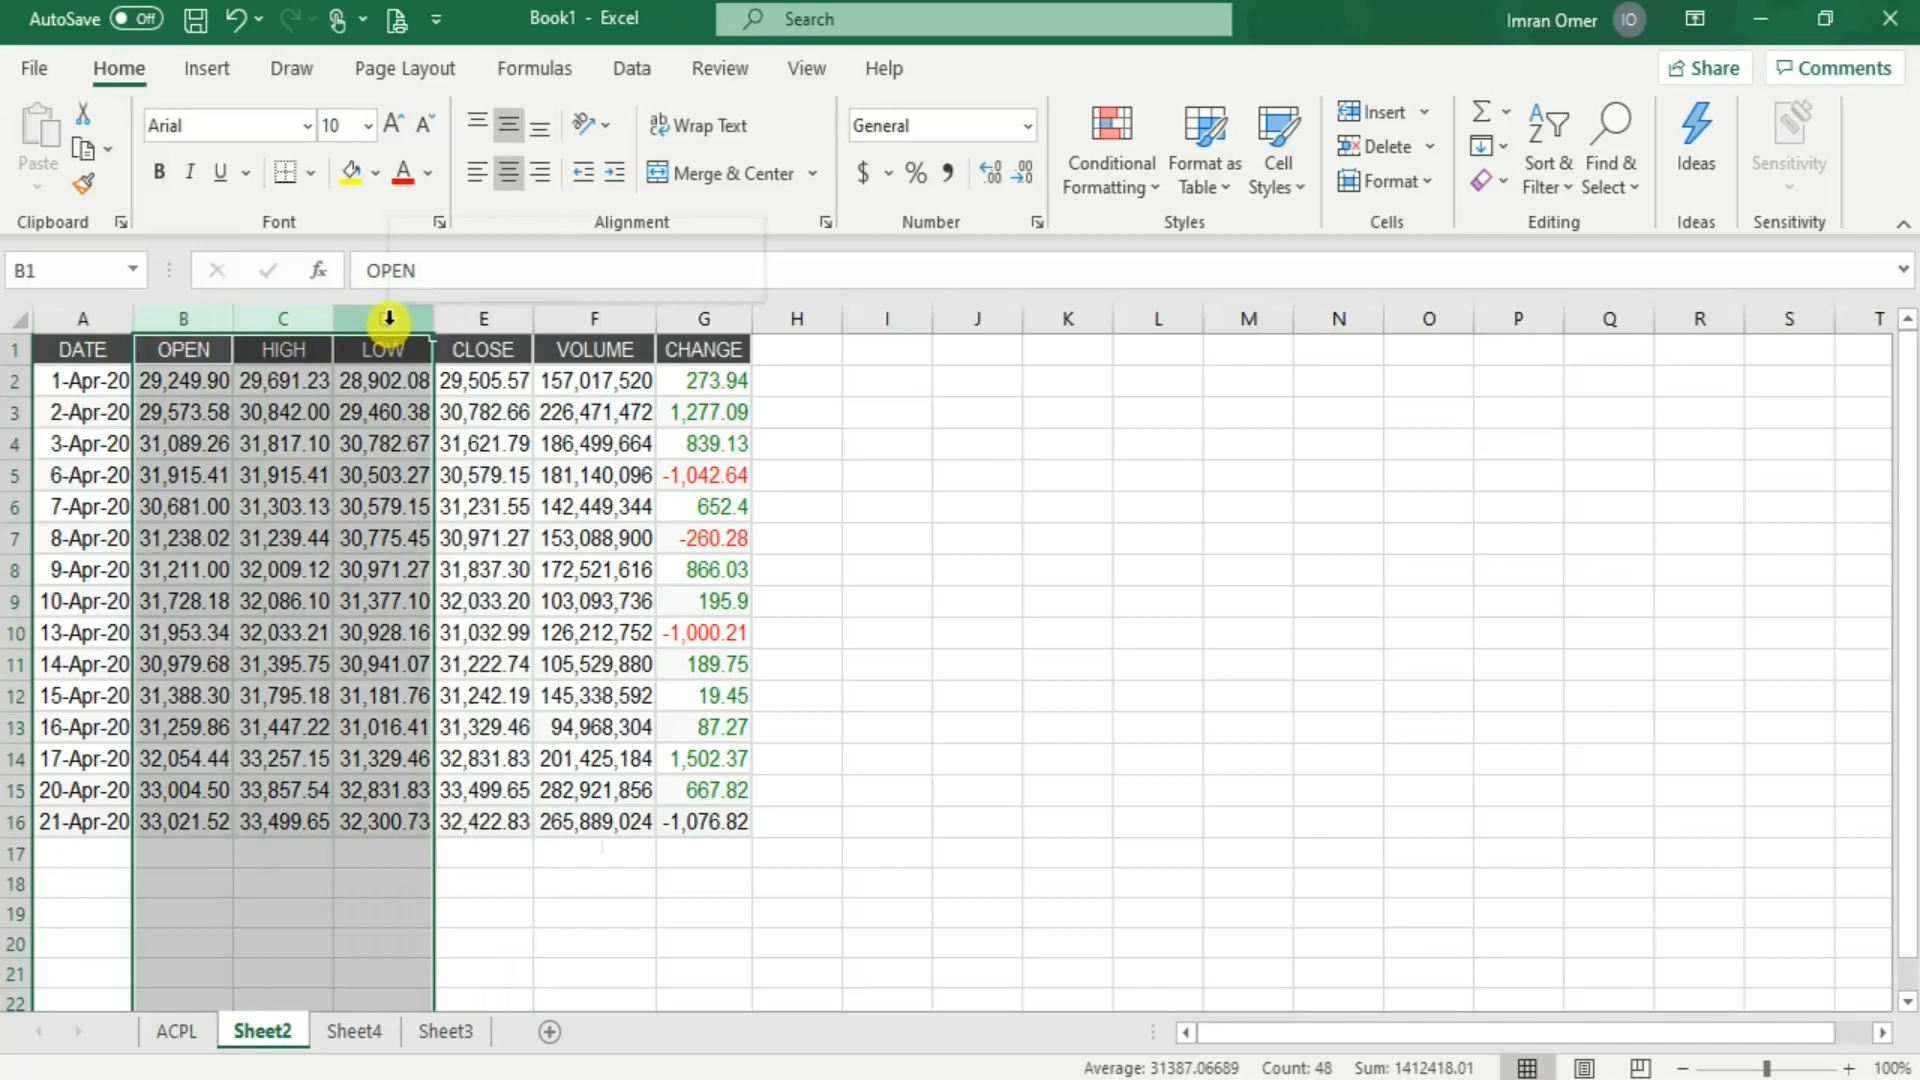 AutoSave Off Book1 - Excel Search Imran Omer IO
File Home Insert Draw Page Layout Formulas Data Review View Help Share Comments
Paste Arial 10 Wrap Text General Conditional Formatting Format as Table Cell Styles Insert Sort & Filter Find & Select Ideas Sensitivity
B I U Merge & Center $ % Delete
Format
Clipboard Font Alignment Number Styles Cells Editing Ideas Sensitivity
B1 fx OPEN
A B C E F G H I J K L M N O P Q R S T
1 DATE OPEN HIGH LOW CLOSE VOLUME CHANGE
2 1-Apr-20 29,249.90 29,691.23 28,902.08 29,505.57 157,017,520 273.94
3 2-Apr-20 29,573.58 30,842.00 29,460.38 30,782.66 226,471,472 1,277.09
4 3-Apr-20 31,089.26 31,817.10 30,782.67 31,621.79 186,499,664 839.13
5 6-Apr-20 31,915.41 31,915.41 30,503.27 30,579.15 181,140,096 -1,042.64
6 7-Apr-20 30,681.00 31,303.13 30,579.15 31,231.55 142,449,344 652.4
7 8-Apr-20 31,238.02 31,239.44 30,775.45 30,971.27 153,088,900 -260.28
8 9-Apr-20 31,211.00 32,009.12 30,971.27 31,837.30 172,521,616 866.03
9 10-Apr-20 31,728.18 32,086.10 31,377.10 32,033.20 103,093,736 195.9
10 13-Apr-20 31,953.34 32,033.21 30,928.16 31,032.99 126,212,752 -1,000.21
11 14-Apr-20 30,979.68 31,395.75 30,941.07 31,222.74 105,529,880 189.75
12 15-Apr-20 31,388.30 31,795.18 31,181.76 31,242.19 145,338,592 19.45
13 16-Apr-20 31,259.86 31,447.22 31,016.41 31,329.46 94,968,304 87.27
14 17-Apr-20 32,054.44 33,257.15 31,329.46 32,831.83 201,425,184 1,502.37
15 20-Apr-20 33,004.50 33,857.54 32,831.83 33,499.65 282,921,856 667.82
16 21-Apr-20 33,021.52 33,499.65 32,300.73 32,422.83 265,889,024 -1,076.82
17
18
19
20
21
22
ACPL Sheet2 Sheet4 Sheet3
Average: 31387.06689 Count: 48 Sum: 1412418.01 100%